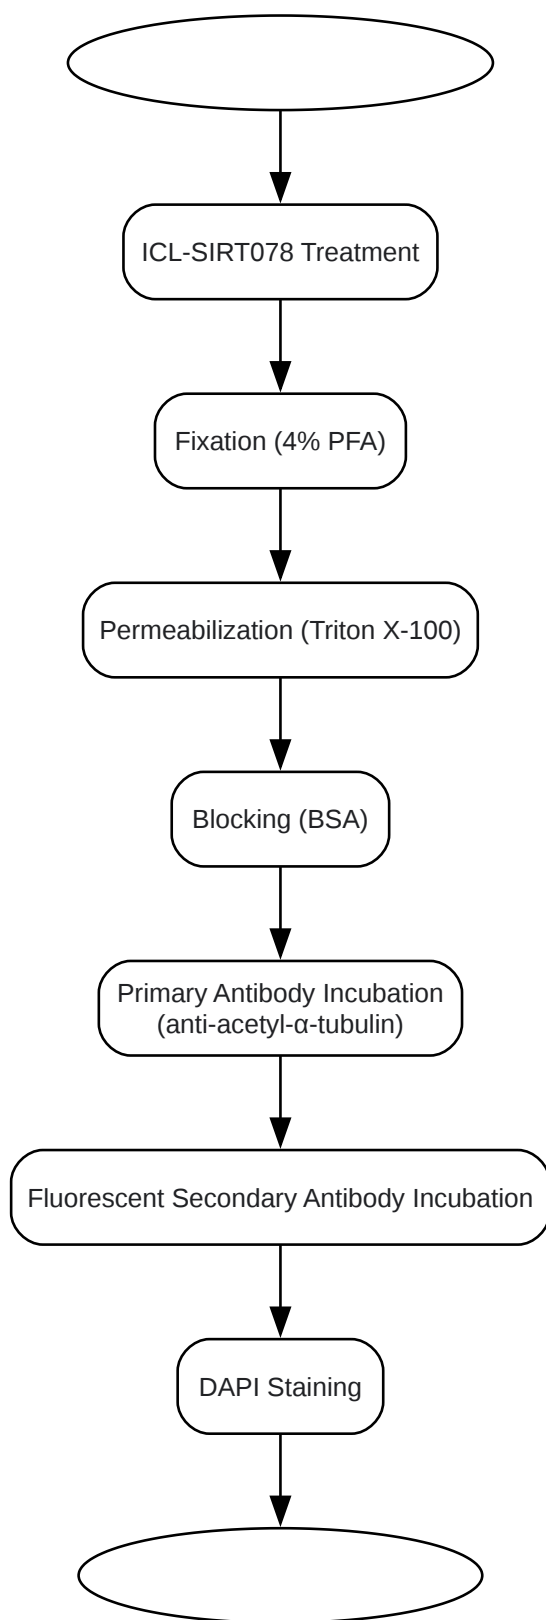 ICL-SIRT078 Treatment
Fixation (4% PFA)
Permeabilization (Triton X-100)
Blocking (BSA)
Primary Antibody Incubation
(anti-acetyl-α-tubulin)
Fluorescent Secondary Antibody Incubation
DAPI Staining